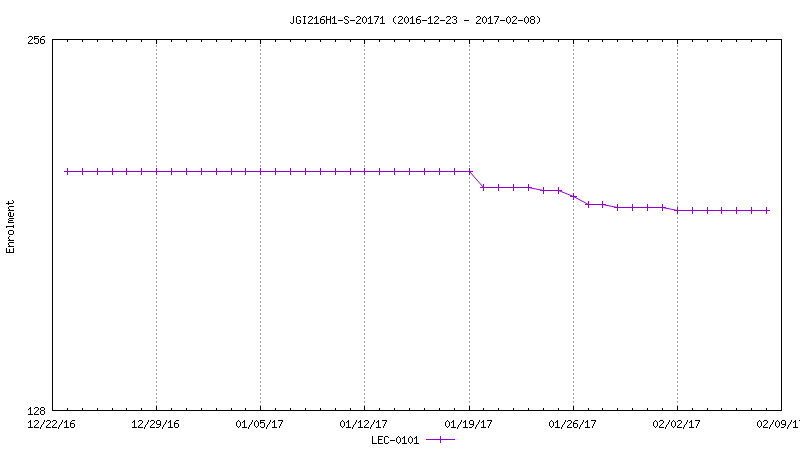 JGI216H1-S-20171 (2016-12-23 - 2017-02-08)
256
Enrolment
128
12/22/16 12/29/16 01/05/17 01/12/17 01/19/17 01/26/17 02/02/17 02/09/1
LEC-0101